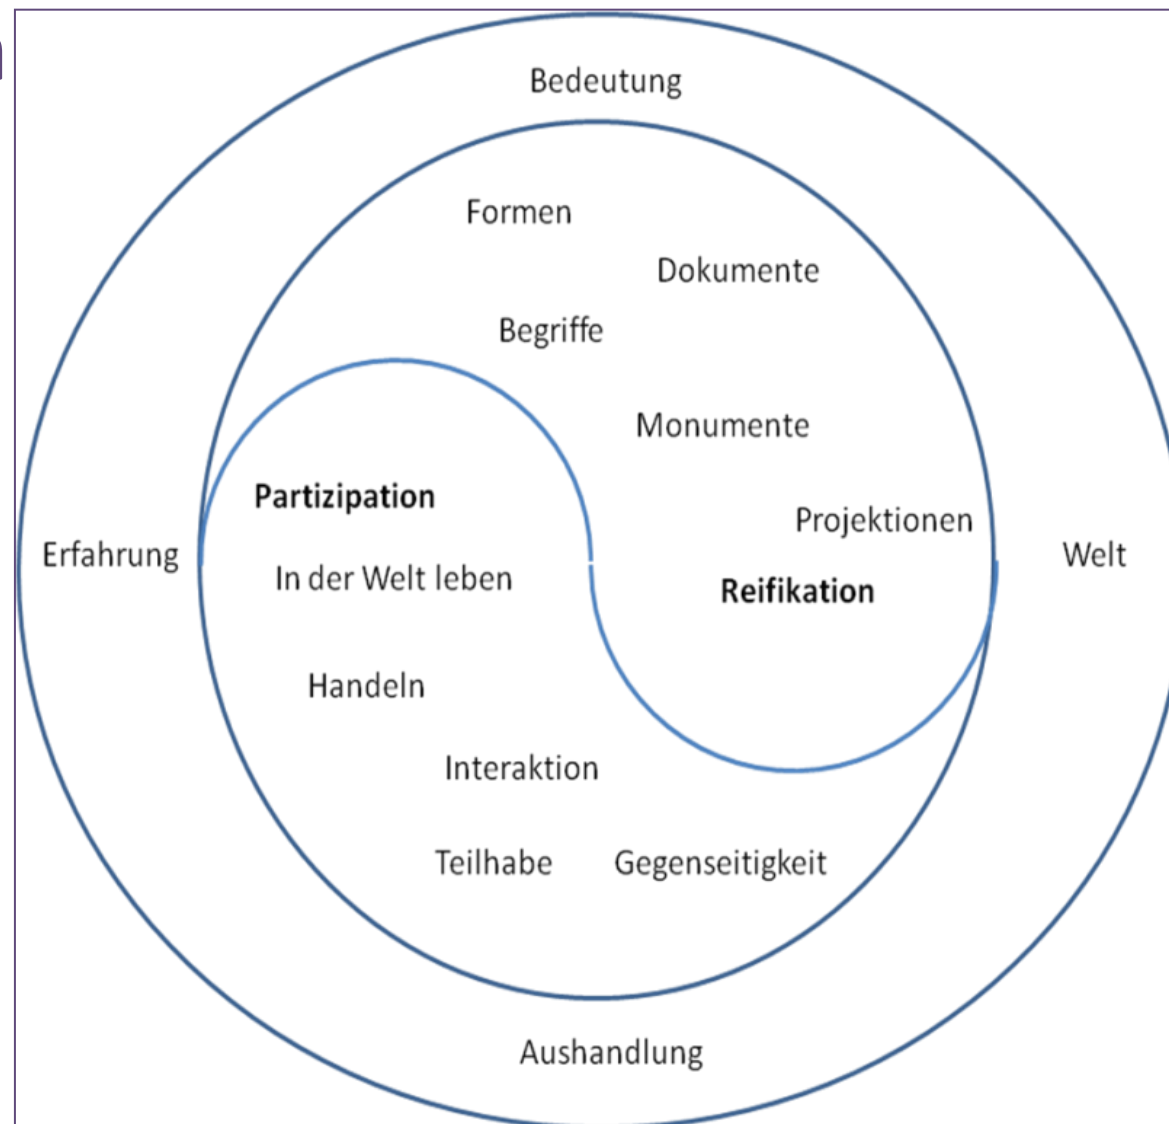 Bedeutung
Formen
Dokumente
Begriffe
Monumente
Partizipation
Projektionen
Erfahrung
Welt
In der Welt leben
Reifikation
Handeln
Interaktion
Teilhabe
Gegenseitigkeit
Aushandlung